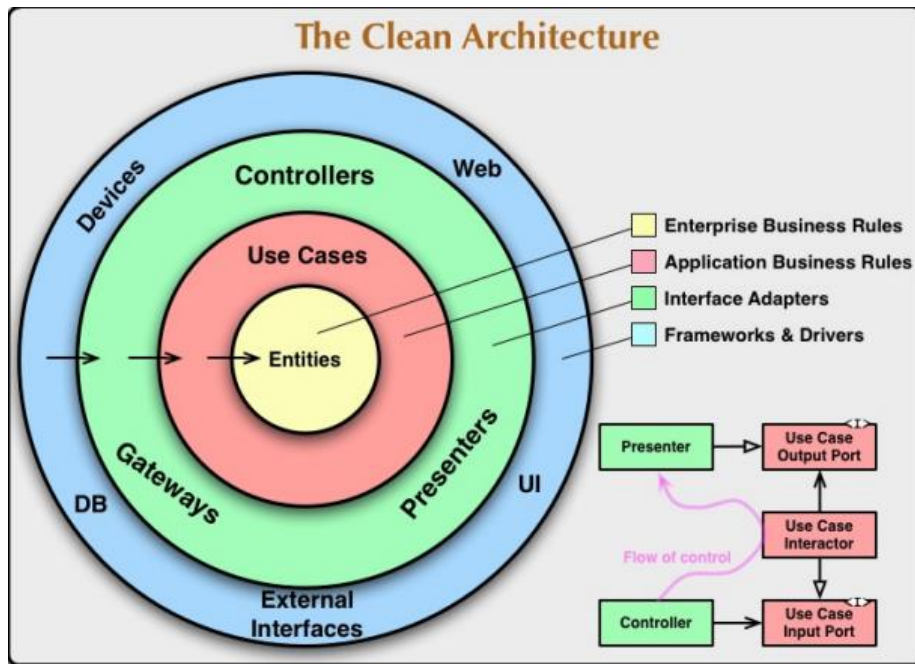 The Clean Architecture
Devices
Controllers
Web
Use Cases
Entities
Gateways
Presenters
DB
UI
External
Interfaces
Enterprise Business Rules
Application Business Rules
Interface Adapters
Frameworks & Drivers
Presenter
<I>
Use Case
Output Port
Flow of control
Use Case
Interactor
Controller
<I>
Use Case
Input Port